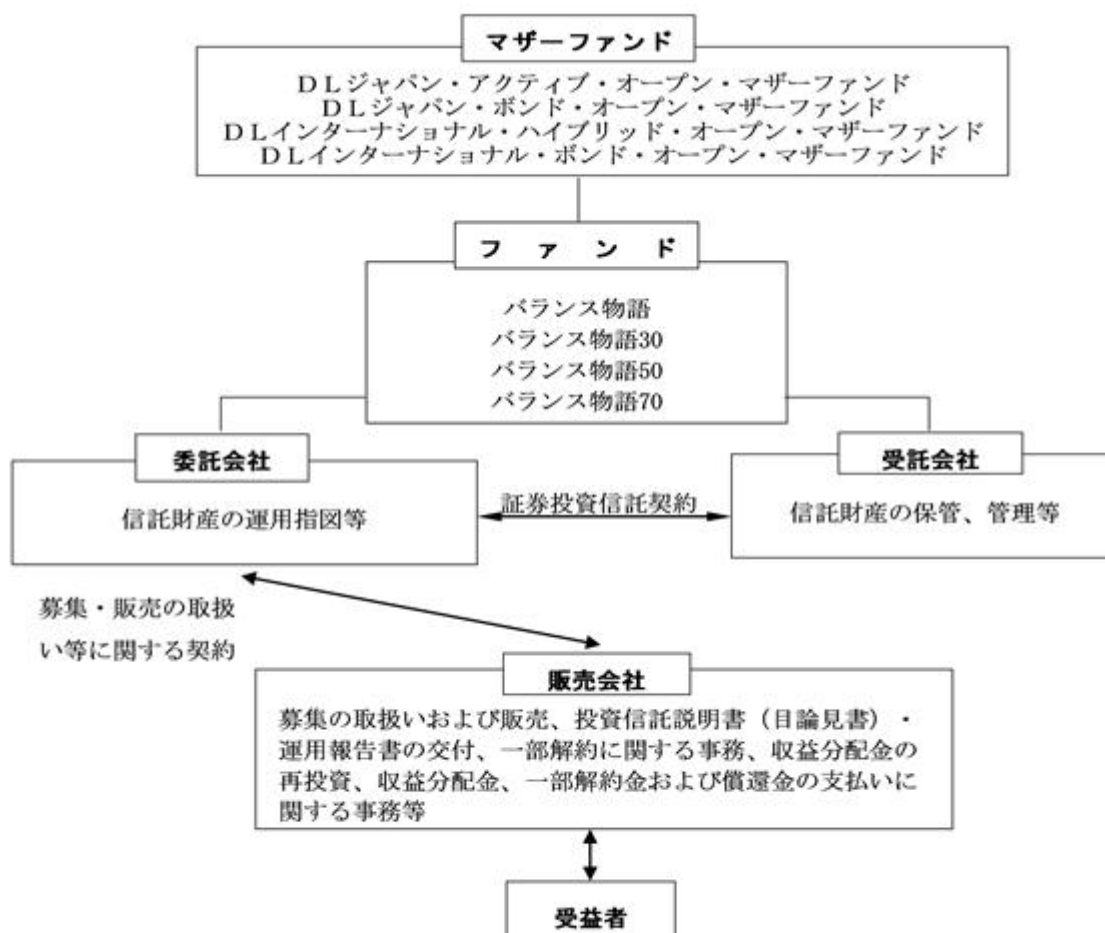 マザーファンド
ＤＬジャパン・アクティブ・オープン・マザーファンド
ＤＬジャパン・ボンド・オープン・マザーファンド
ＤＬインターナショナル・ハイブリッド・オープン・マザーファンド
ＤＬインターナショナル・ボンド・オープン・マザーファンド
ファンド
バランス物語
バランス物語30
バランス物語50
バランス物語70
委託会社
信託財産の運用指図等
証券投資信託契約
受託会社
信託財産の保管、管理等
募集・販売の取扱
い等に関する契約
販売会社
募集の取扱いおよび販売、投資信託説明書（目論見書）・
運用報告書の交付、一部解約に関する事務、収益分配金の
再投資、収益分配金、一部解約金および償還金の支払いに
関する事務等
受益者